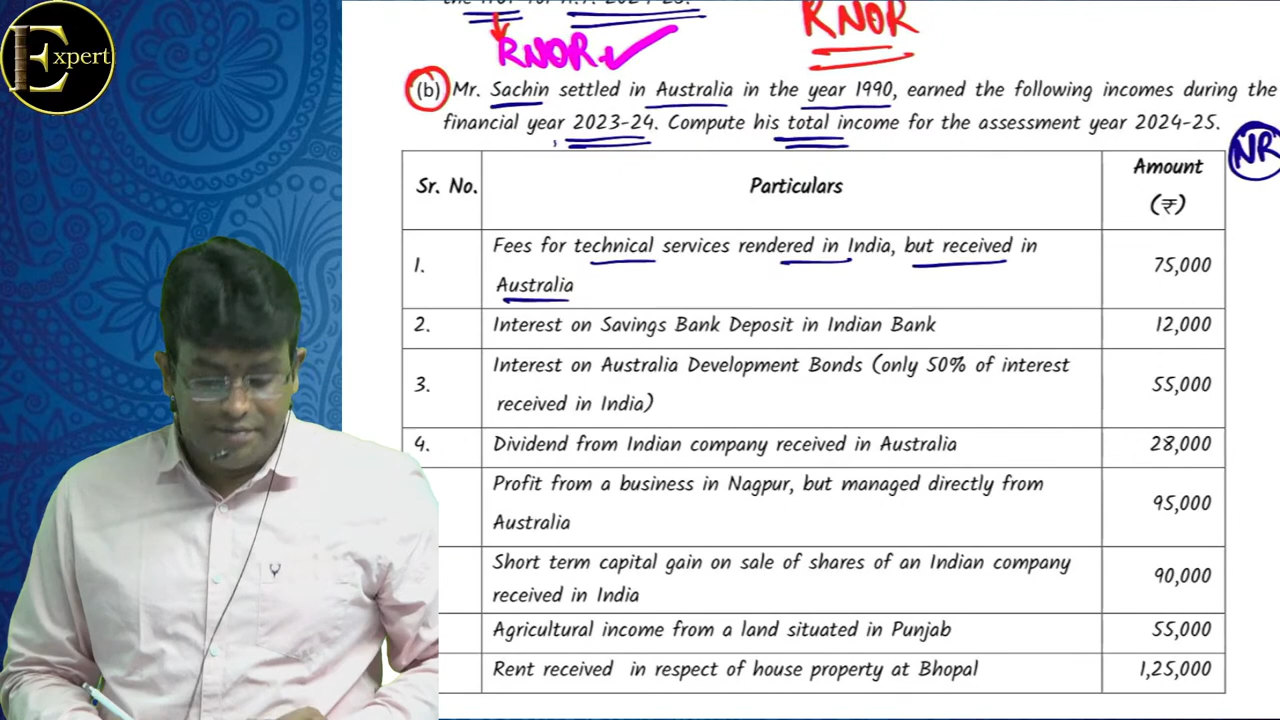 Expert
RNOR
RNOR
(b) Mr. Sachin settled in Australia in the year 1990, earned the following incomes during the
financial year 2023-24. Compute his total income for the assessment year 2024-25.
NR
Sr. No.
Particulars
Amount
(₹)
1.
Fees for technical services rendered in India, but received in
Australia
75,000
2.
Interest on Savings Bank Deposit in Indian Bank
12,000
3.
Interest on Australia Development Bonds (only 50% of interest
received in India)
55,000
4.
Dividend from Indian company received in Australia
28,000
Profit from a business in Nagpur, but managed directly from
Australia
95,000
Short term capital gain on sale of shares of an Indian company
received in India
90,000
Agricultural income from a land situated in Punjab
55,000
Rent received in respect of house property at Bhopal
1,25,000